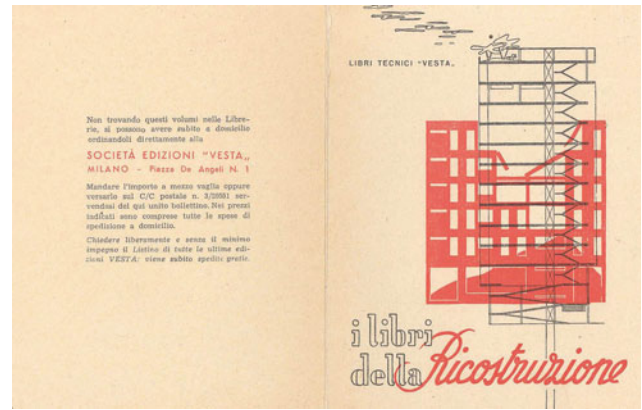 Non trovando questi volumi nelle Libre-
rie, si possono avere subito a domicilio
ordinandoli direttamente alla
SOCIETÀ EDIZIONI "VESTA„
MILANO - Piazza De Angeli N. 1
Mandare l'importo a mezzo vaglia oppure
versarlo sul C/C postale n. ser-
vendosi del qui unito bollettino. Nei prezzi
indicati sono comprese tutte le spese di
spedizione a domicilio.
Chiedere liberamente e senza il minimo
impegno il Listino di tutte le ultime edi-
zioni VESTA: viene subito spedito gratis.
LIBRI TECNICI "VESTA„
i libri
della Ricostruzione